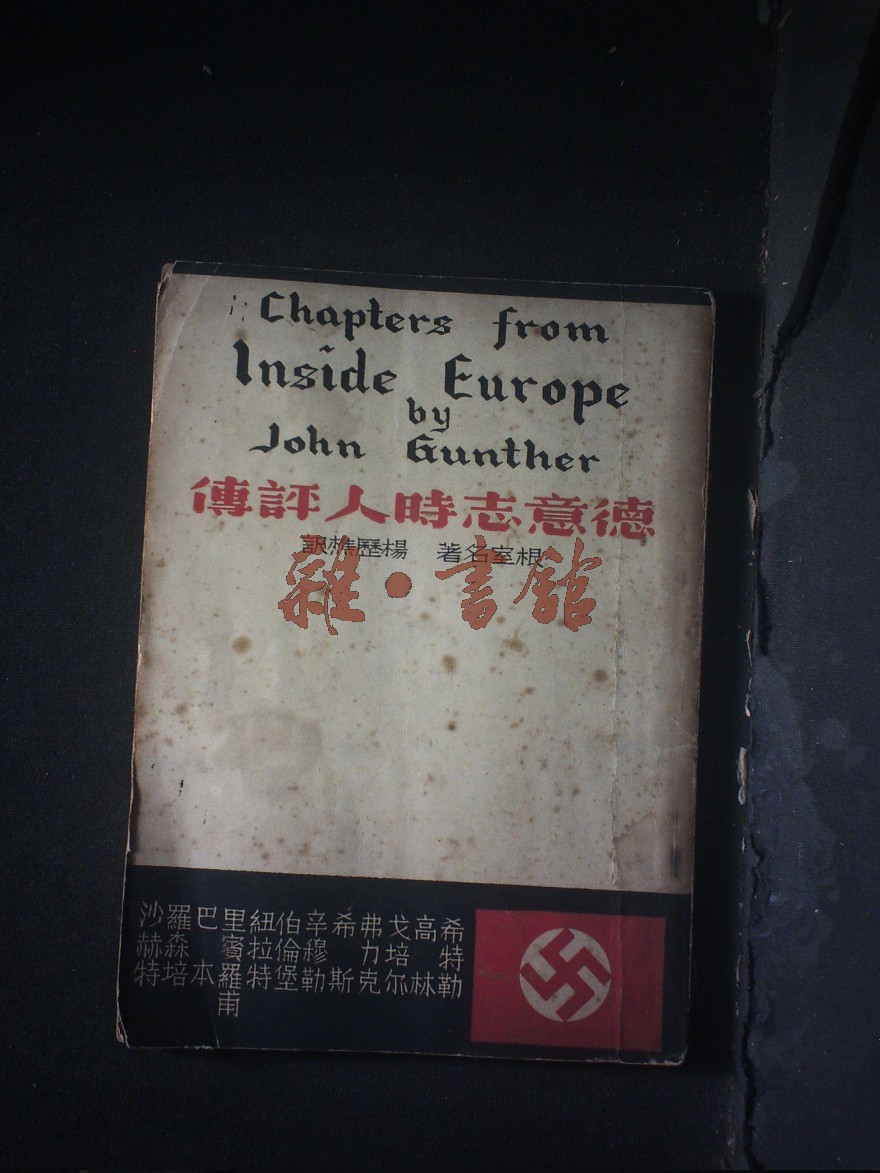 Chapters from
Inside Europe
by
John Gunther
德意志時人評傳
根室名著 楊歷樵訳
雜·書館
希特勒
高林
戈培尔
弗力克
希斯
辛穆勒
伯倫堡
紐拉特
里賓羅甫
巴本
羅森培
沙赫特